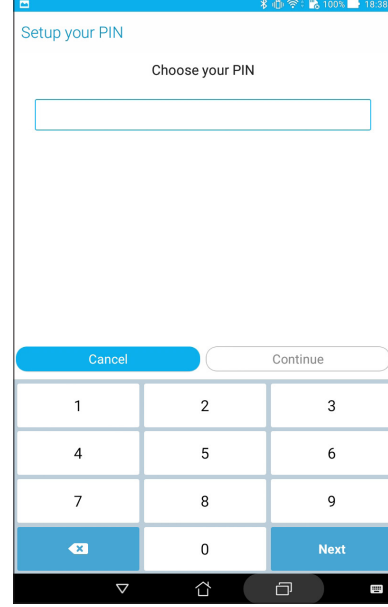 100% 18:38
Setup your PIN
Choose your PIN
Cancel Continue
1 2 3
4 5 6
7 8 9
0 Next